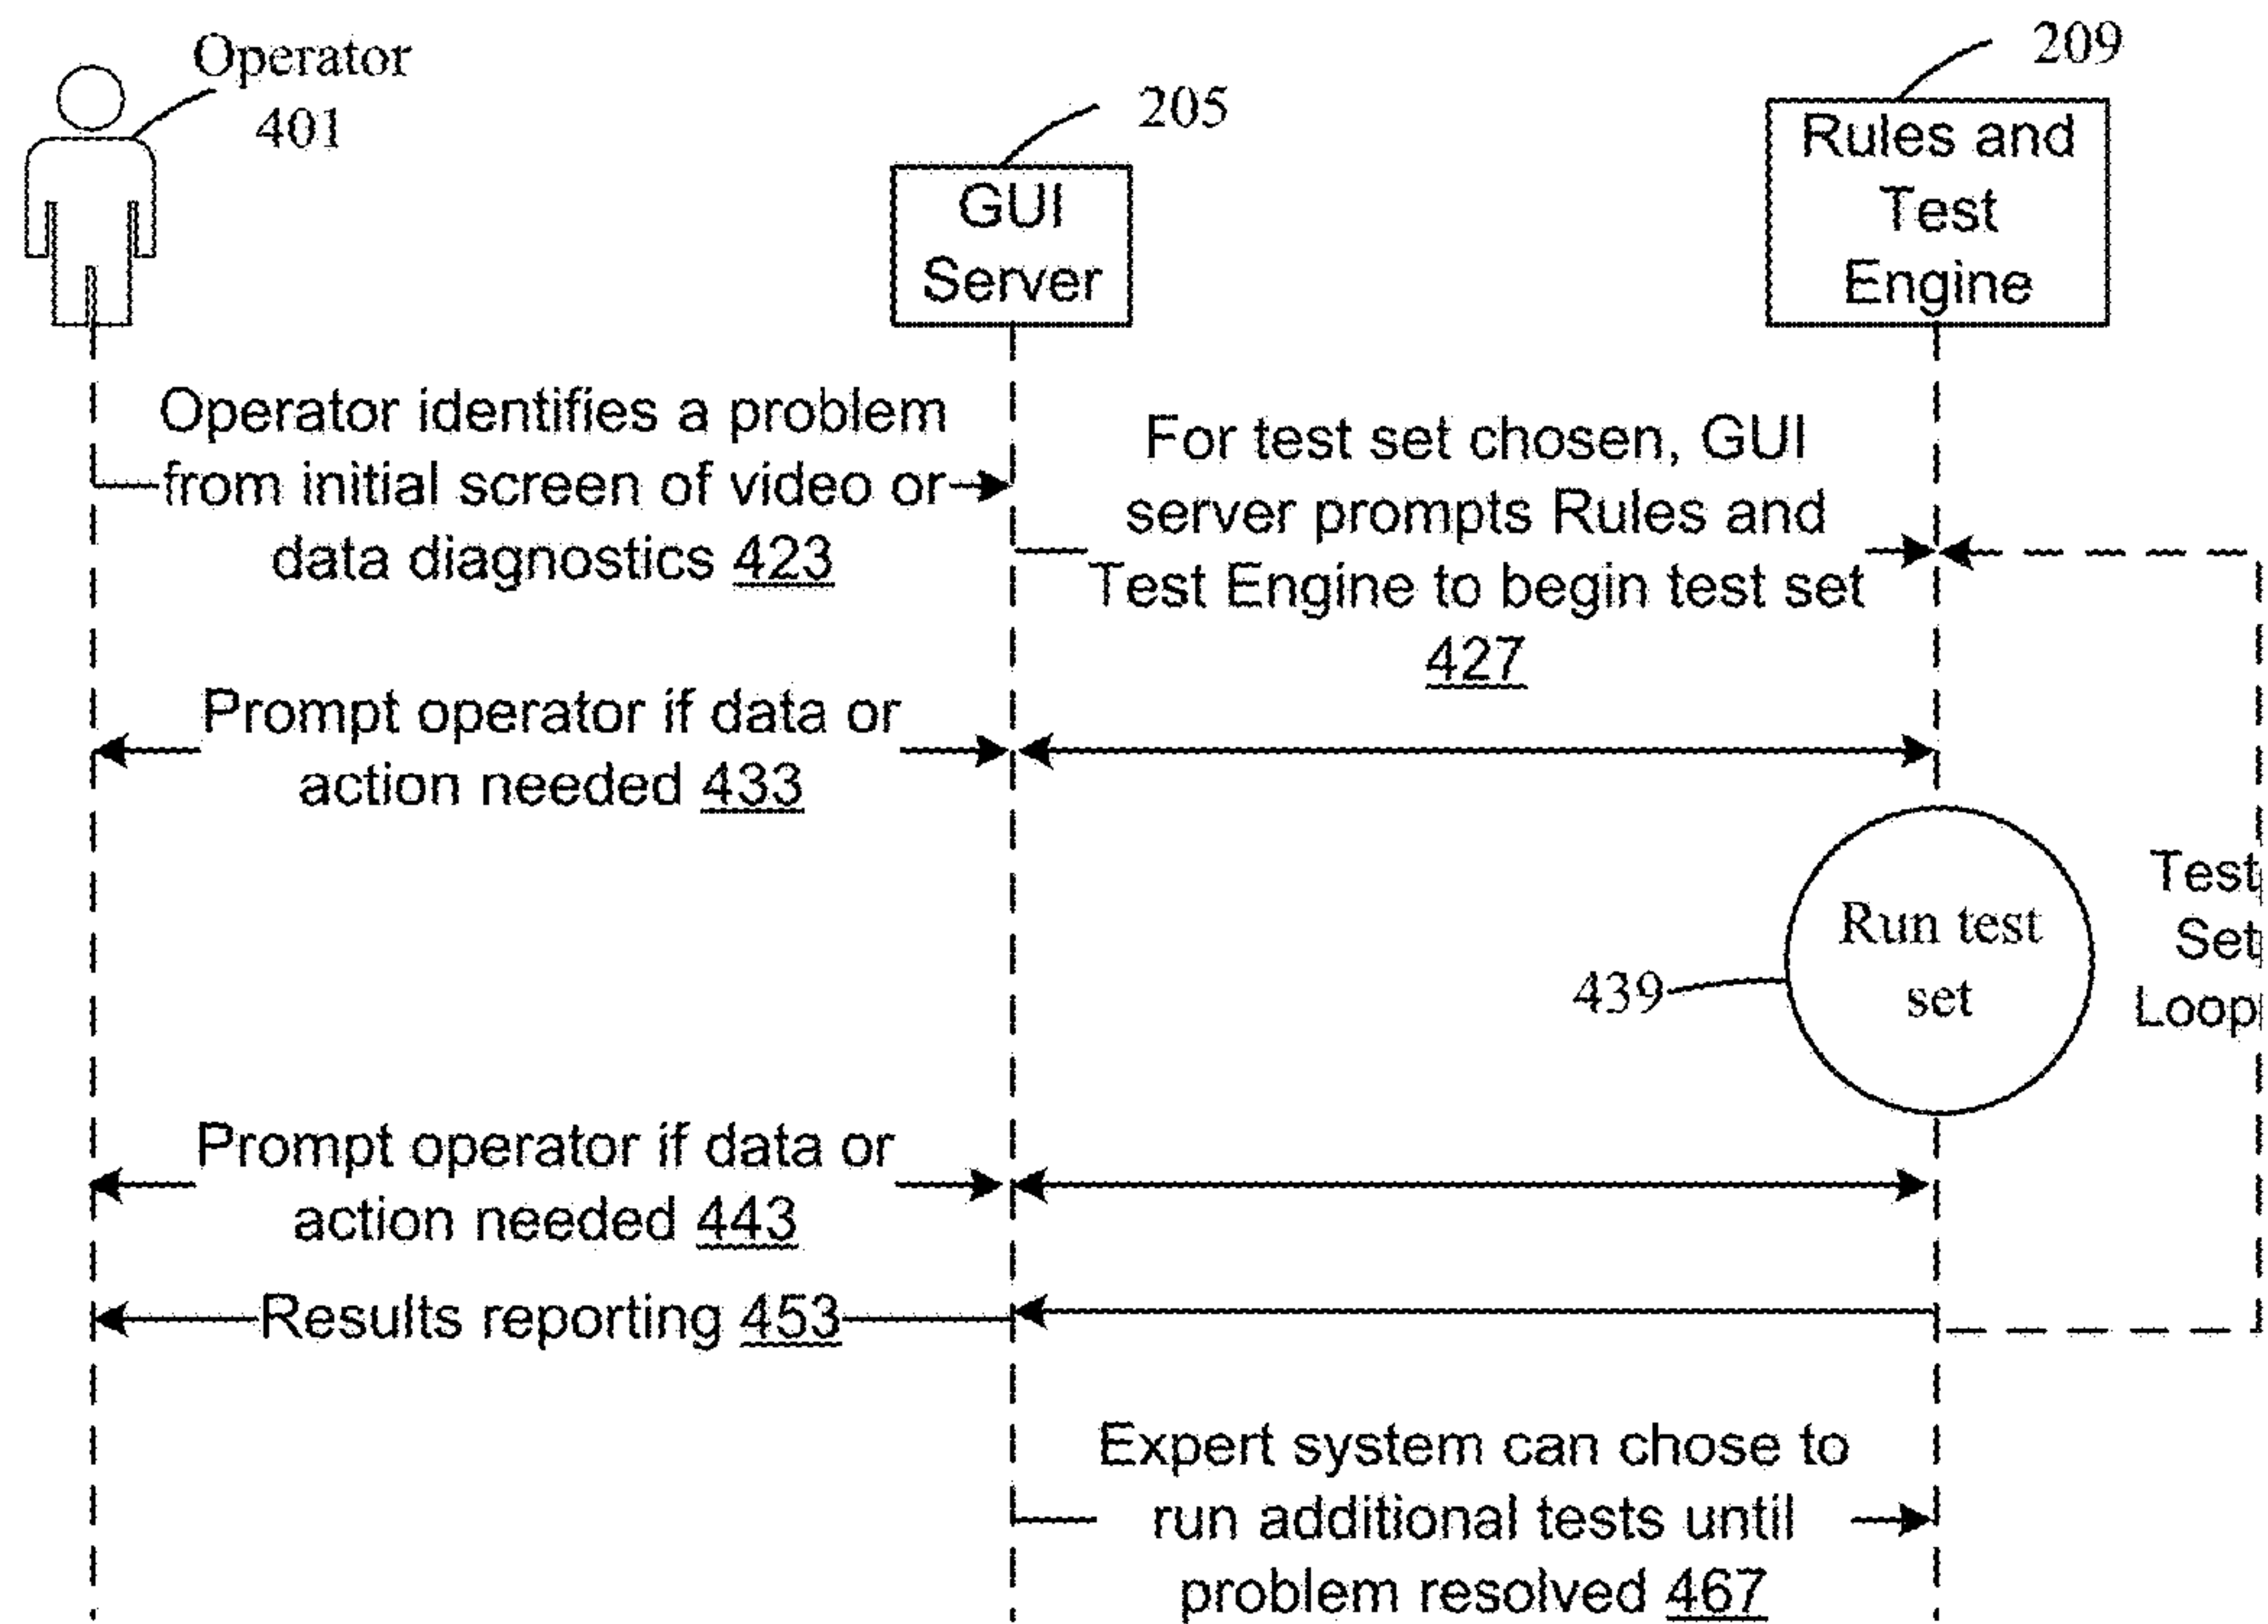 Operator
401
205
209
GUI
Server
Rules and
Test
Engine
Operator identifies a problem
from initial screen of video or
data diagnostics 423
For test set chosen, GUI
server prompts Rules and
Test Engine to begin test set
427
Prompt operator if data or
action needed 433
Run test
set
439
Test
Set
Loop
Prompt operator if data or
action needed 443
Results reporting 453
Expert system can chose to
run additional tests until
problem resolved 467